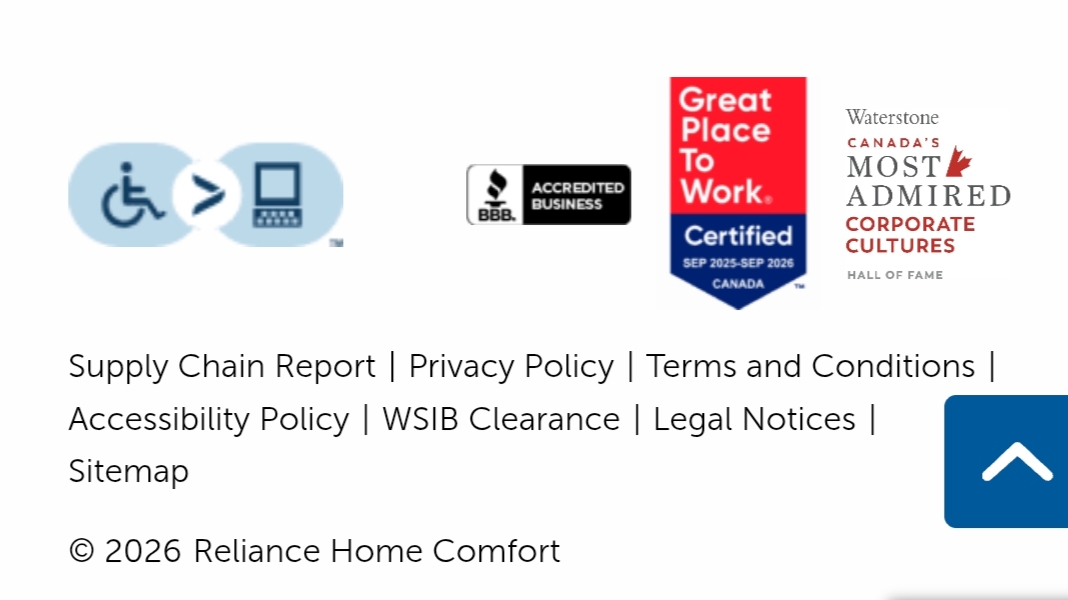 Great
Place
To
Work®
Certified
SEP 2025-SEP 2026
CANADA
™
BBB.
ACCREDITED
BUSINESS
Waterstone
CANADA'S
MOST
ADMIRED
CORPORATE
CULTURES
HALL OF FAME
™
Supply Chain Report | Privacy Policy | Terms and Conditions |
Accessibility Policy | WSIB Clearance | Legal Notices |
Sitemap
© 2026 Reliance Home Comfort